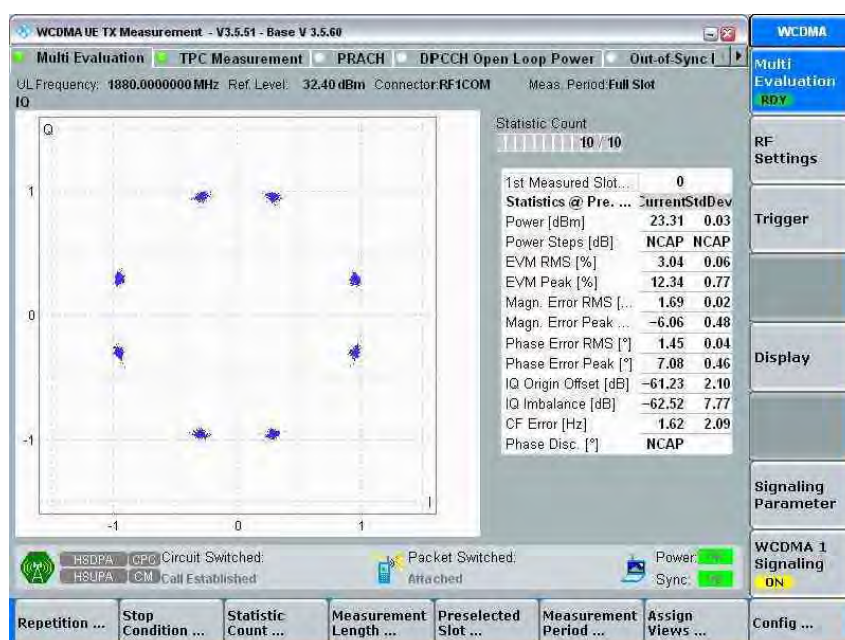 WCDMA UE TX Measurement - V3.5.51 - Base V 3.5.60
WCDMA
Multi Evaluation TPC Measurement PRACH DPCCH Open Loop Power Out-of-Sync
UL Frequency: 1880.0000000 MHz Ref. Level: 32.40 dBm Connector:RF1COM Meas. Period:Full Slot
IQ
Multi
Evaluation
RDY
Q
1
0
-1
-1 0 1
I
Statistic Count
10 / 10
1st Measured Slot... 0
Statistics @ Pre. ... Current StdDev
Power [dBm] 23.31 0.03
Power Steps [dB] NCAP NCAP
EVM RMS [%] 3.04 0.06
EVM Peak [%] 12.34 0.77
Magn. Error RMS [... 1.69 0.02
Magn. Error Peak ... -6.06 0.48
Phase Error RMS [°] 1.45 0.04
Phase Error Peak [°] 7.08 0.46
IQ Origin Offset [dB] -61.23 2.10
IQ Imbalance [dB] -62.52 7.77
CF Error [Hz] 1.62 2.09
Phase Disc. [°] NCAP
RF
Settings
Trigger
Display
Signaling
Parameter
WCDMA 1
Signaling
ON
HSDPA CPC Circuit Switched: Packet Switched: Power:
HSUPA CM Call Established Attached Sync:
Repetition ...
Stop
Condition ...
Statistic
Count ...
Measurement
Length ...
Preselected
Slot ...
Measurement
Period ...
Assign
Views ...
Config ...